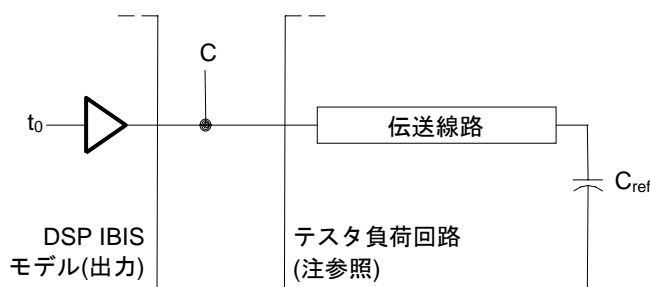 C
t₀
伝送線路
Cref
DSP IBIS
モデル(出力)
テスタ負荷回路
(注参照)